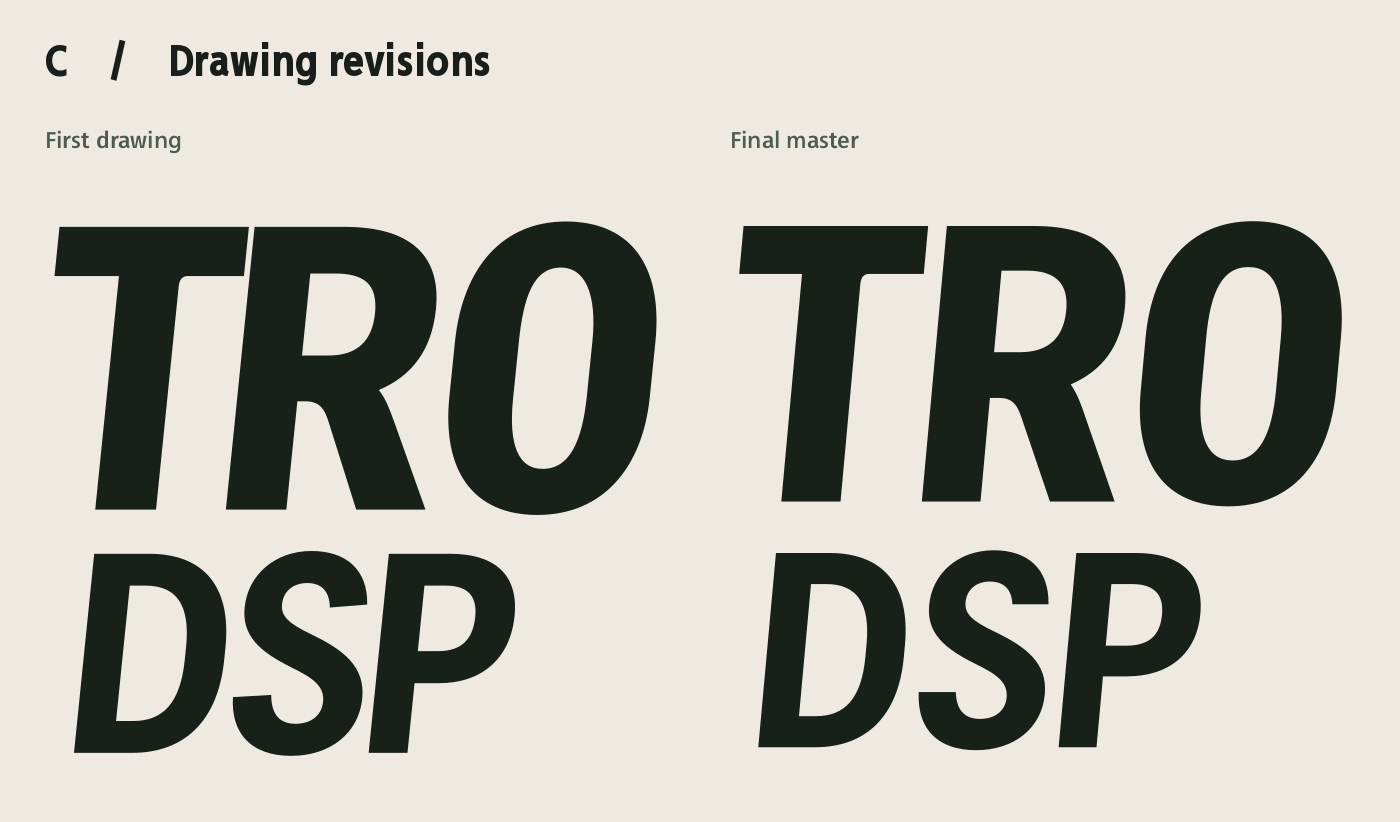 C / Drawing revisions
First drawing
Final master
TRO
TRO
DSP
DSP